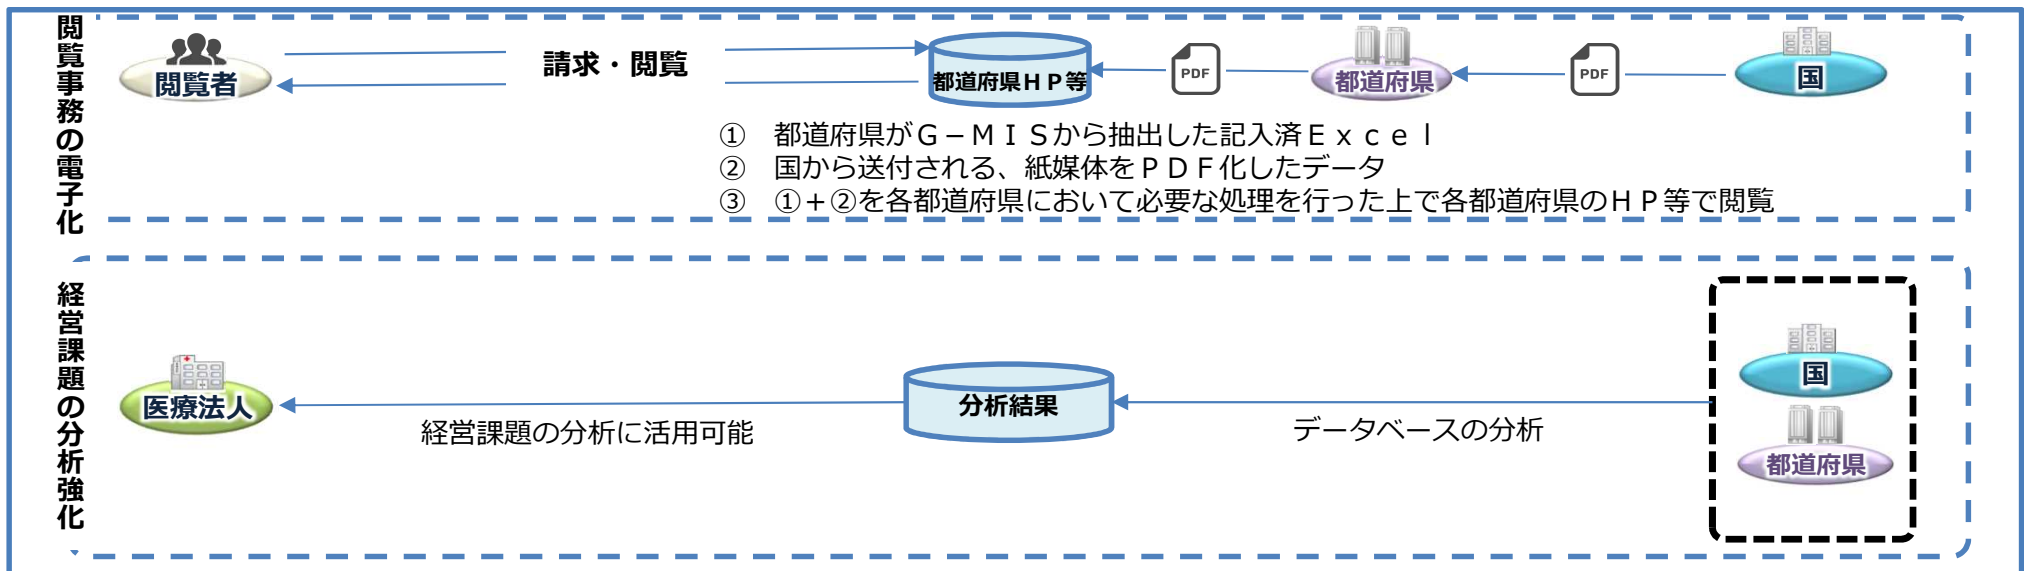 閲覧事務の電子化
閲覧者
請求・閲覧
都道府県ＨＰ等
PDF
都道府県
PDF
国
①　都道府県がＧ－ＭＩＳから抽出した記入済Ｅｘｃｅｌ
②　国から送付される、紙媒体をＰＤＦ化したデータ
③　①＋②を各都道府県において必要な処理を行った上で各都道府県のＨＰ等で閲覧
経営課題の分析強化
医療法人
経営課題の分析に活用可能
分析結果
データベースの分析
国
都道府県